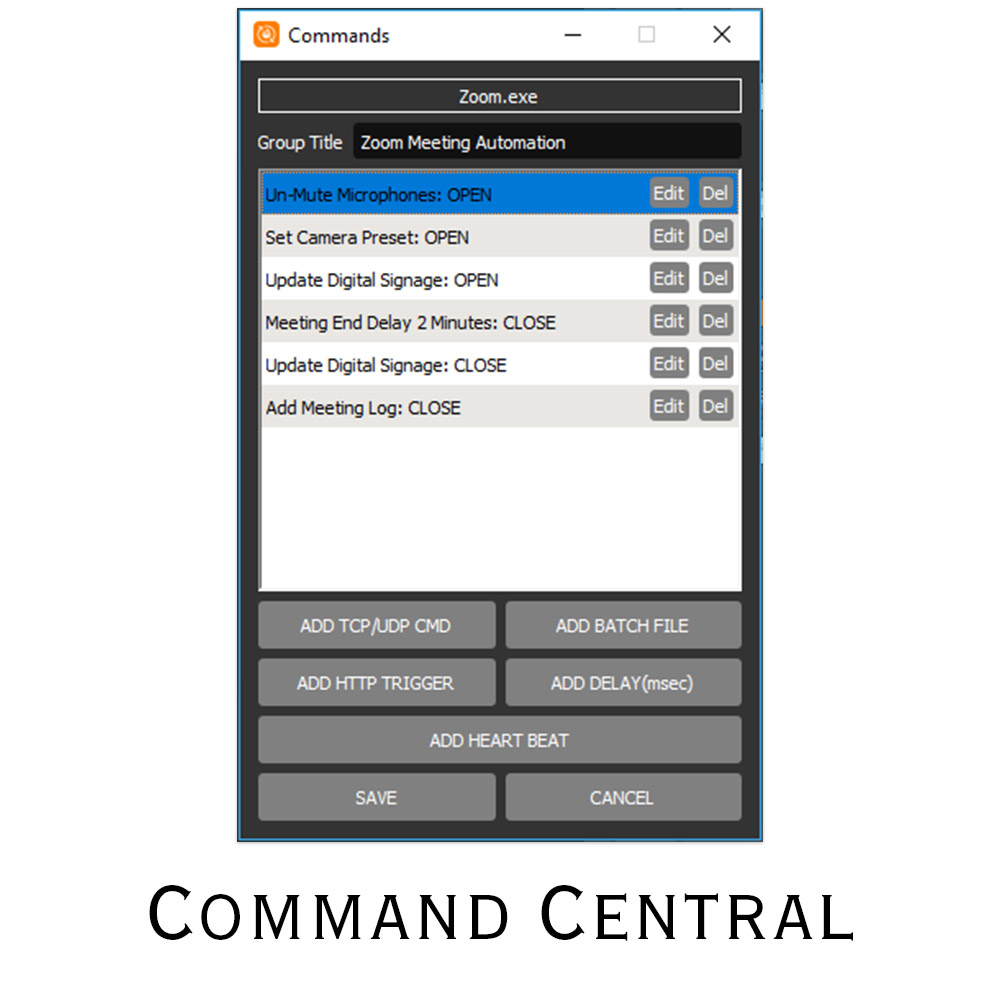 Commands
Zoom.exe
Group Title Zoom Meeting Automation
Un-Mute Microphones: OPEN Edit Del
Set Camera Preset: OPEN Edit Del
Update Digital Signage: OPEN Edit Del
Meeting End Delay 2 Minutes: CLOSE Edit Del
Update Digital Signage: CLOSE Edit Del
Add Meeting Log: CLOSE Edit Del
ADD TCP/UDP CMD ADD BATCH FILE
ADD HTTP TRIGGER ADD DELAY(msec)
ADD HEART BEAT
SAVE CANCEL
COMMAND CENTRAL